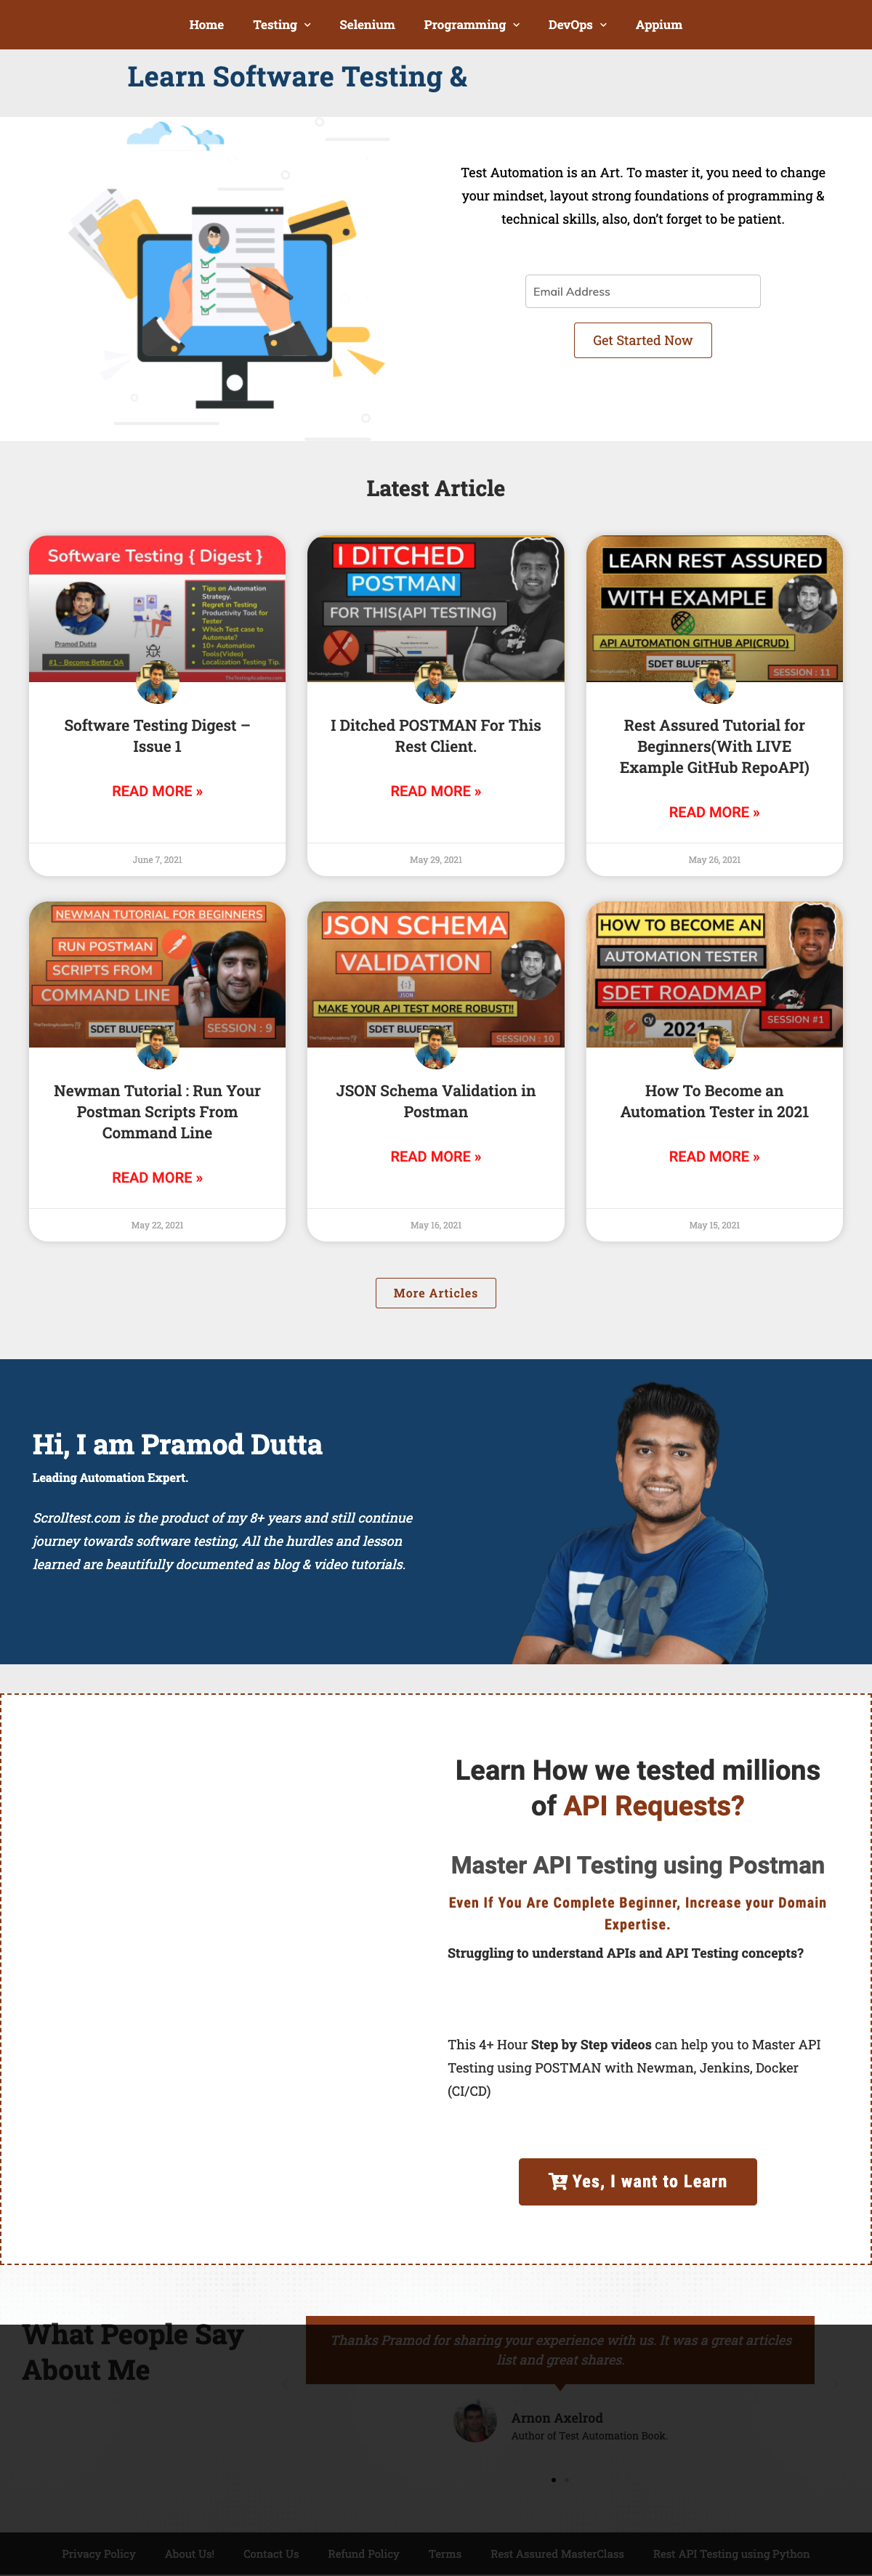 Home Testing Selenium Programming DevOps Appium
Learn Software Testing &
Test Automation is an Art. To master it, you need to change
your mindset, layout strong foundations of programming &
technical skills, also, don’t forget to be patient.
Email Address
Get Started Now
Latest Article
Software Testing { Digest }
Tips on Automation
Strategy.
Regret in Testing
Productivity Tool for
Tester
Which Test case to
Automate?
10+ Automation
Tools(Video)
Localization Testing Tip.
Pramod Dutta
#1 - Become Better QA
TheTestingAcademy.com
Software Testing Digest –
Issue 1
READ MORE »
June 7, 2021
I DITCHED
POSTMAN
FOR THIS(API TESTING)
I Ditched POSTMAN For This
Rest Client.
READ MORE »
May 29, 2021
LEARN REST ASSURED
WITH EXAMPLE
API AUTOMATION GITHUB API(CRUD)
SDET
SESSION : 11
Rest Assured Tutorial for
Beginners(With LIVE
Example GitHub RepoAPI)
READ MORE »
May 26, 2021
NEWMAN TUTORIAL FOR BEGINNERS
RUN POSTMAN
SCRIPTS FROM
COMMAND LINE
SDET
SESSION : 9
Newman Tutorial : Run Your
Postman Scripts From
Command Line
READ MORE »
May 22, 2021
JSON SCHEMA
VALIDATION
JSON
MAKE YOUR API TEST MORE ROBUST!!
SDET
SESSION : 10
JSON Schema Validation in
Postman
READ MORE »
May 16, 2021
HOW TO BECOME AN
AUTOMATION TESTER
SDET ROADMAP
cy
2021
SESSION #1
How To Become an
Automation Tester in 2021
READ MORE »
May 15, 2021
More Articles
Hi, I am Pramod Dutta
Leading Automation Expert.
Scrolltest.com is the product of my 8+ years and still continue
journey towards software testing, All the hurdles and lesson
learned are beautifully documented as blog & video tutorials.
Learn How we tested millions
of API Requests?
Master API Testing using Postman
Even If You Are Complete Beginner, Increase your Domain
Expertise.
Struggling to understand APIs and API Testing concepts?
This 4+ Hour Step by Step videos can help you to Master API
Testing using POSTMAN with Newman, Jenkins, Docker
(CI/CD)
Yes, I want to Learn
What People Say
About Me
Thanks Pramod for sharing your experience with us. It was a great articles
list and great shares.
Arnon Axelrod
Author of Test Automation Book.
Privacy Policy About Us! Contact Us Refund Policy Terms Rest Assured MasterClass Rest API Testing using Python